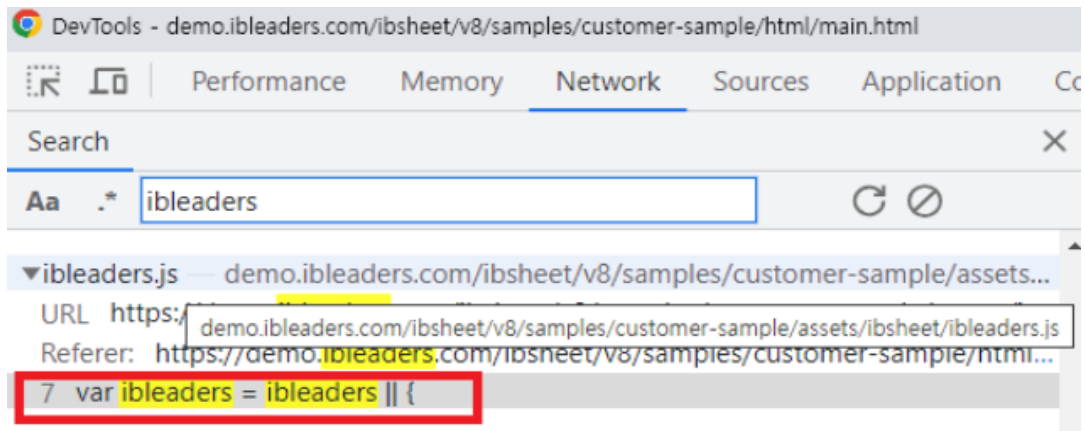 DevTools - demo.ibleaders.com/ibsheet/v8/samples/customer-sample/html/main.html
Performance Memory Network Sources Application Co
Search
Aa .* ibleaders
ibleaders.js — demo.ibleaders.com/ibsheet/v8/samples/customer-sample/assets...
URL https:/
demo.ibleaders.com/ibsheet/v8/samples/customer-sample/assets/ibsheet/ibleaders.js
Referer: https://demo.ibleaders.com/ibsheet/v8/samples/customer-sample/html...
7 var ibleaders = ibleaders || {